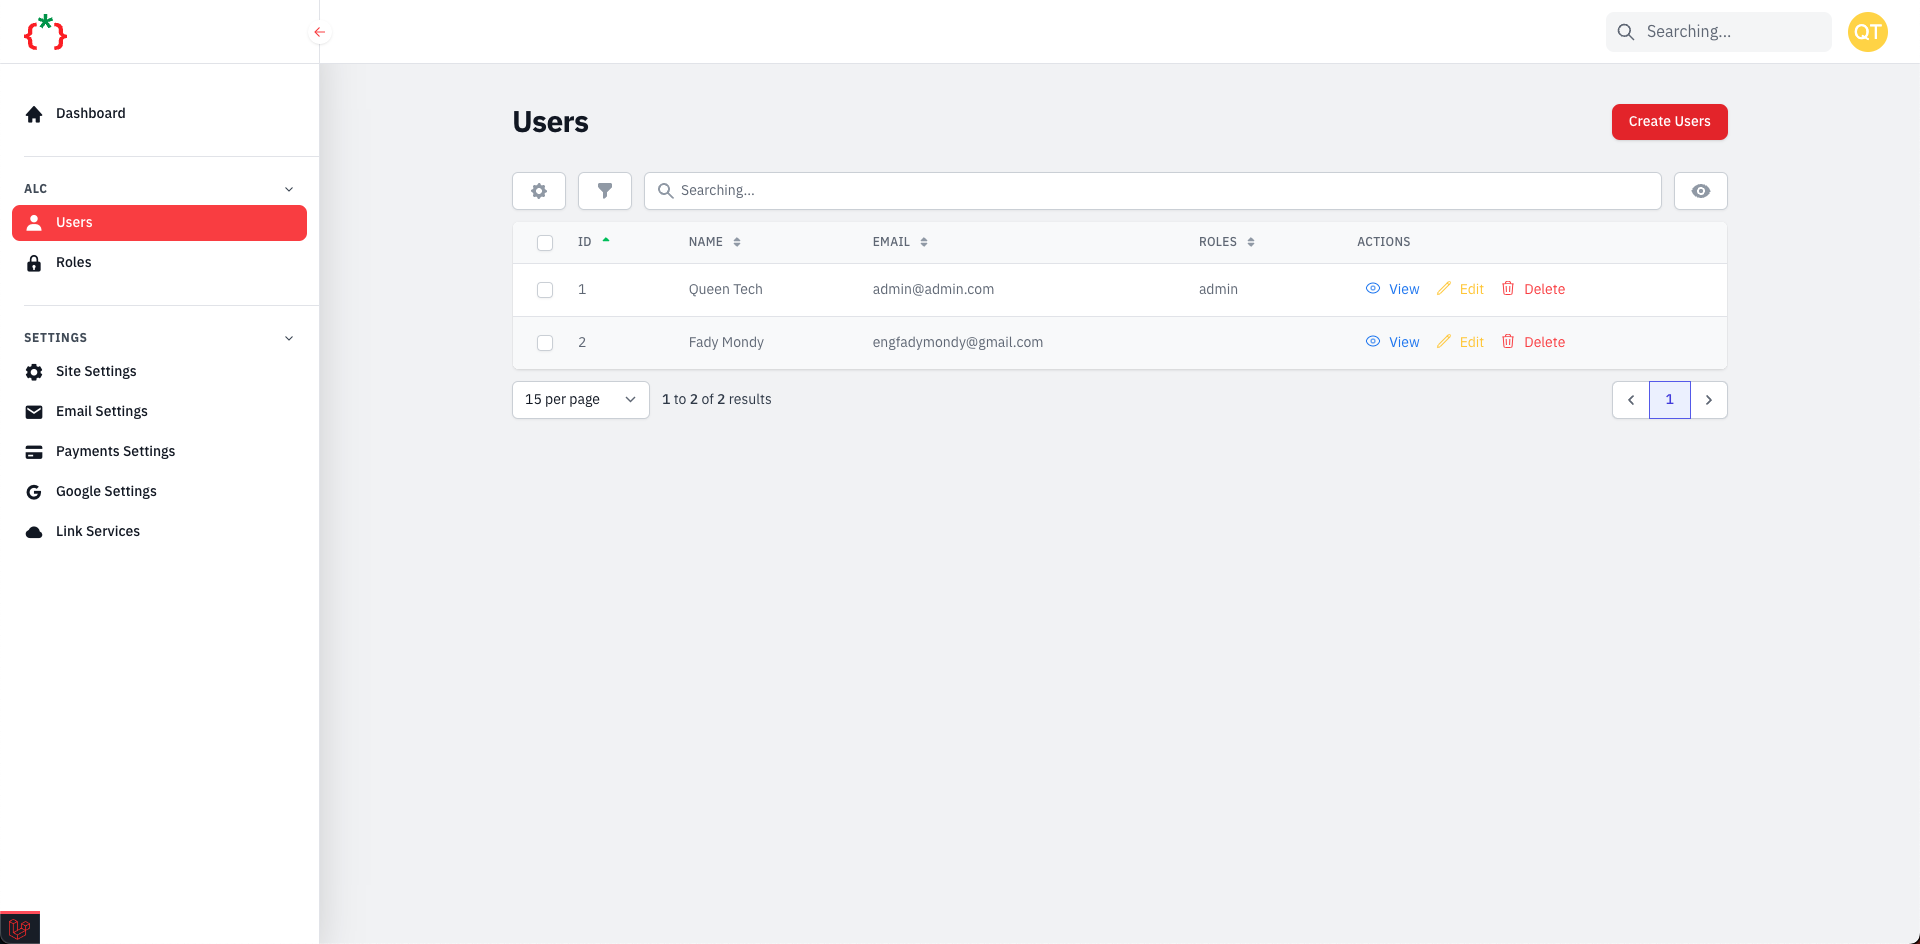 {*}
Searching...
QT
Dashboard
ALC
Users
Roles
SETTINGS
Site Settings
Email Settings
Payments Settings
Google Settings
Link Services
Users
Create Users
Searching...
ID NAME EMAIL ROLES ACTIONS
1 Queen Tech admin@admin.com admin View Edit Delete
2 Fady Mondy engfadymondy@gmail.com View Edit Delete
15 per page 1 to 2 of 2 results
1